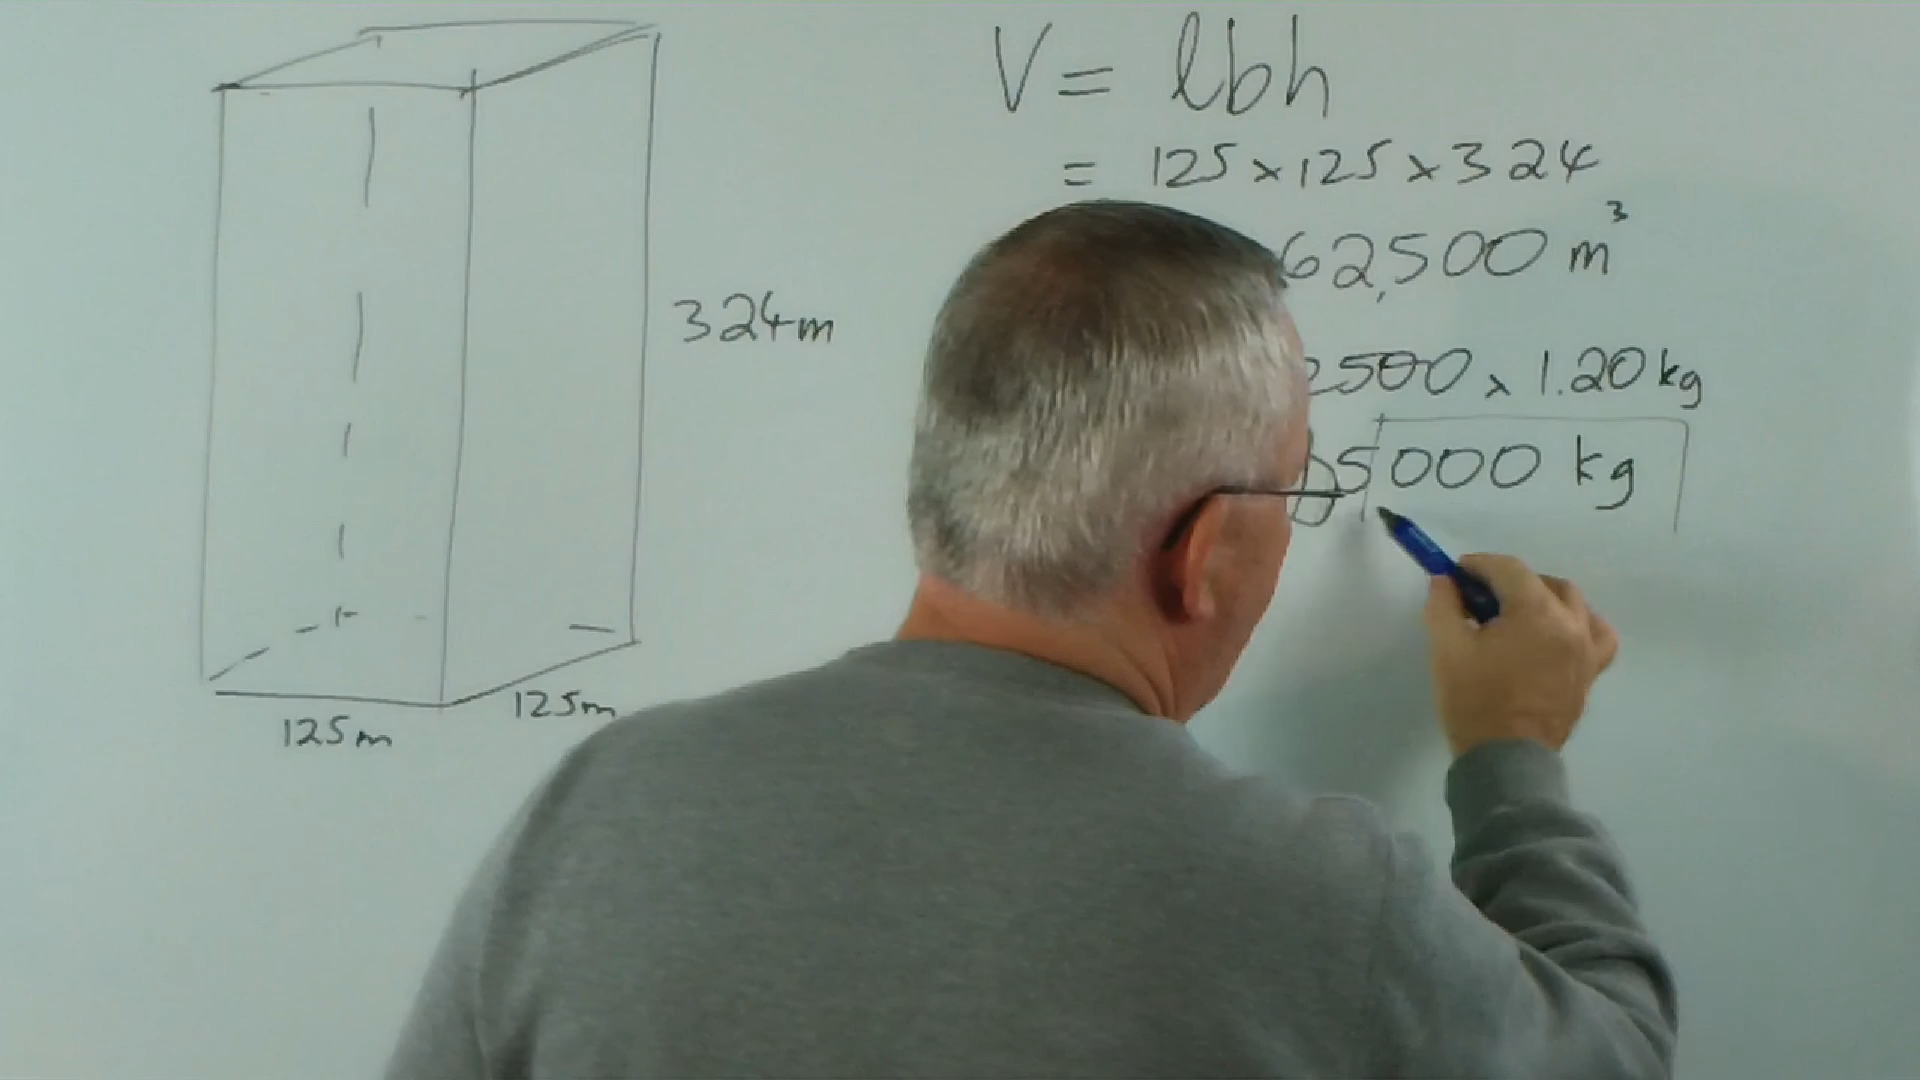 V = lbh
= 125 x 125 x 324
62,500 m³
324m
2500 x 1.20 kg
5000 kg
125m
125m